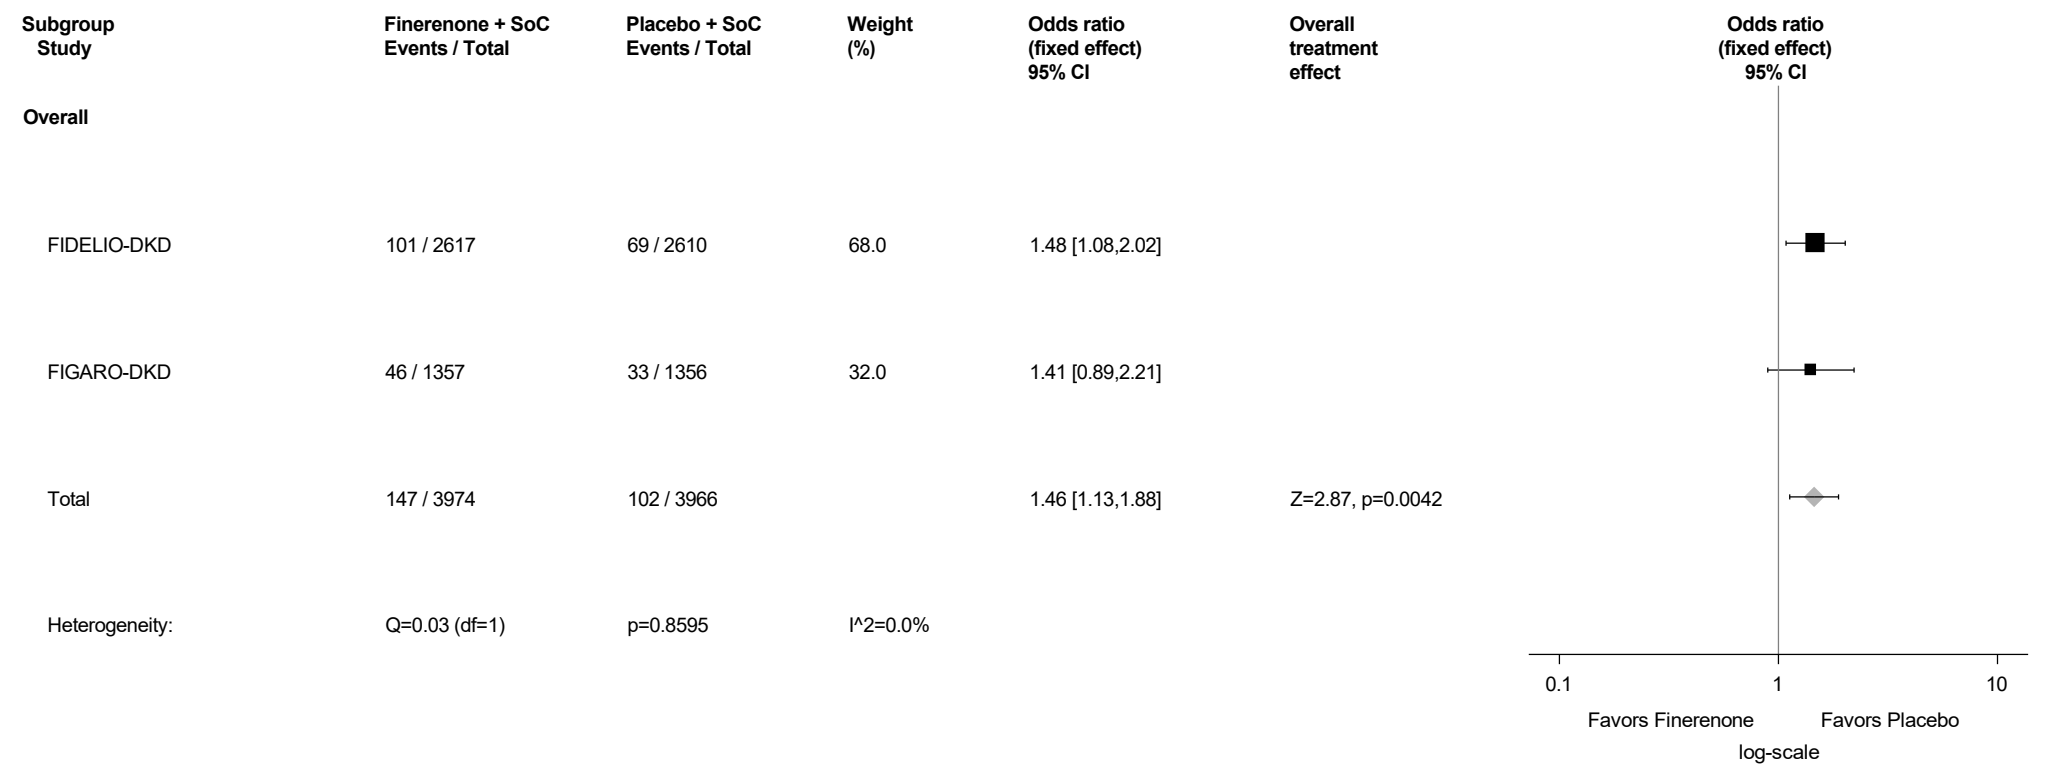 Subgroup Finerenone + SoC Placebo + SoC Weight Odds ratio Overall Odds ratio
Study Events / Total Events / Total (%) (fixed effect) treatment (fixed effect)
95% CI effect 95% CI
Overall
FIDELIO-DKD 101 / 2617 69 / 2610 68.0 1.48 [1.08,2.02]
FIGARO-DKD 46 / 1357 33 / 1356 32.0 1.41 [0.89,2.21]
Total 147 / 3974 102 / 3966 1.46 [1.13,1.88] Z=2.87, p=0.0042
Heterogeneity: Q=0.03 (df=1) p=0.8595 I^2=0.0%
0.1 1 10
Favors Finerenone Favors Placebo
log-scale